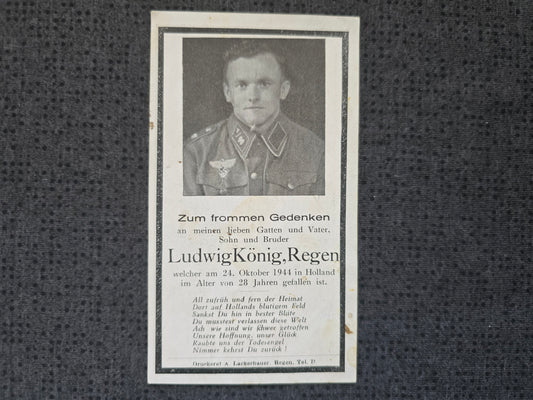 Zum frommen Gedenken
an meinen lieben Gatten und Vater,
Sohn und Bruder
Ludwig König, Regen
welcher am 24. Oktober 1944 in Holland
im Alter von 28 Jahren gefallen ist.
All zufrüh und fern der Heimat
Dort auf Hollands blutigem Feld
Sankst Du hin in bester Blüte
Du musstest verlassen diese Welt
Ach wie sind wir schwer getroffen
Unsere Hoffnung, unser Glück
Raubte uns der Todesengel
Nimmer kehrst Du zurück!
Druckerei A. Lackerbauer Regen, Tel.